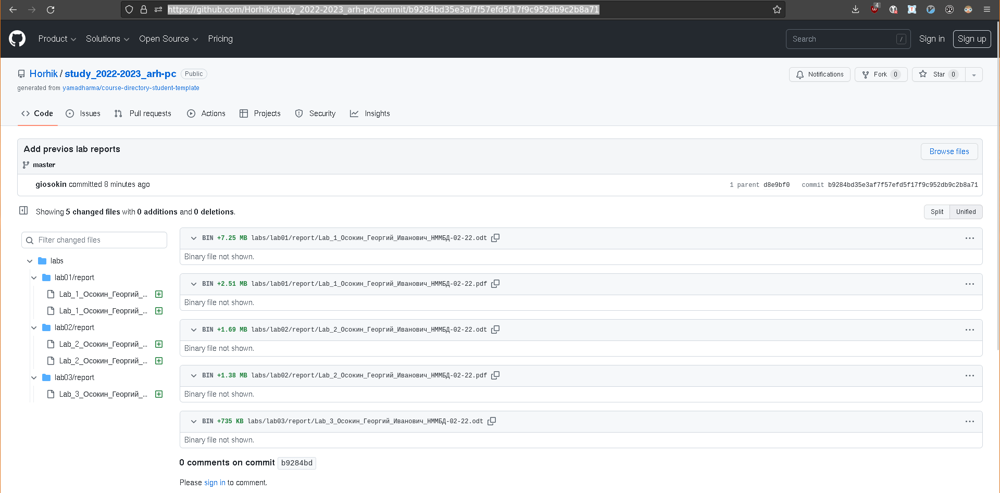 https://github.com/Horhik/study_2022-2023_arh-pc/commit/b9284bd35e3af7f57efd5f17f9c952db9c2b8a71
4
Product Solutions Open Source Pricing
Search /
Sign in
Sign up
Horhik / study_2022-2023_arh-pc Public
Notifications Fork 0 Star 0
generated from yamadharma/course-directory-student-template
Code Issues Pull requests Actions Projects Security Insights
Add previos lab reports
Browse files
master
giosokin committed 8 minutes ago
1 parent d8e9bf0 commit b9284bd35e3af7f57efd5f17f9c952db9c2b8a71
Showing 5 changed files with 0 additions and 0 deletions.
Split Unified
Filter changed files
labs
lab01/report
Lab_1_Осокин_Георгий_...
Lab_1_Осокин_Георгий_...
lab02/report
Lab_2_Осокин_Георгий_...
Lab_2_Осокин_Георгий_...
lab03/report
Lab_3_Осокин_Георгий_...
BIN +7.25 MB labs/lab01/report/Lab_1_Осокин_Георгий_Иванович_НММБД-02-22.odt
Binary file not shown.
BIN +2.51 MB labs/lab01/report/Lab_1_Осокин_Георгий_Иванович_НММБД-02-22.pdf
Binary file not shown.
BIN +1.69 MB labs/lab02/report/Lab_2_Осокин_Георгий_Иванович_НММБД-02-22.odt
Binary file not shown.
BIN +1.38 MB labs/lab02/report/Lab_2_Осокин_Георгий_Иванович_НММБД-02-22.pdf
Binary file not shown.
BIN +735 KB labs/lab03/report/Lab_3_Осокин_Георгий_Иванович_НММБД-02-22.odt
Binary file not shown.
0 comments on commit b9284bd
Please sign in to comment.